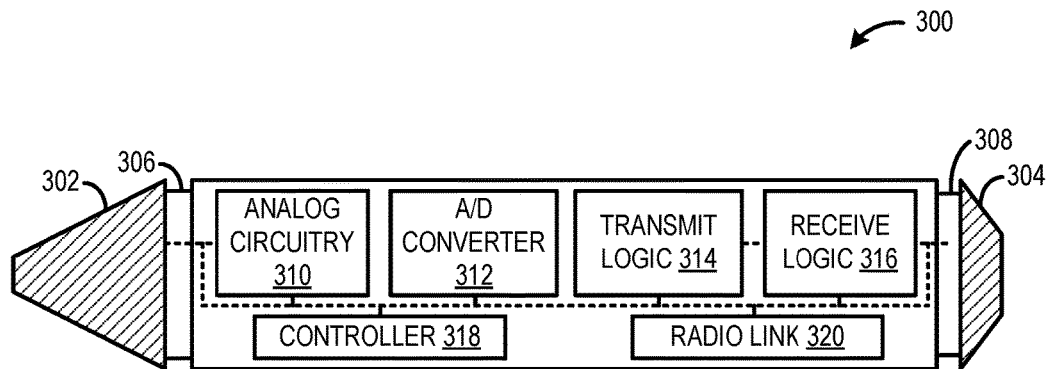 300
302
306
308
304
ANALOG
CIRCUITRY
310
A/D
CONVERTER
312
TRANSMIT
LOGIC 314
RECEIVE
LOGIC 316
CONTROLLER 318
RADIO LINK 320